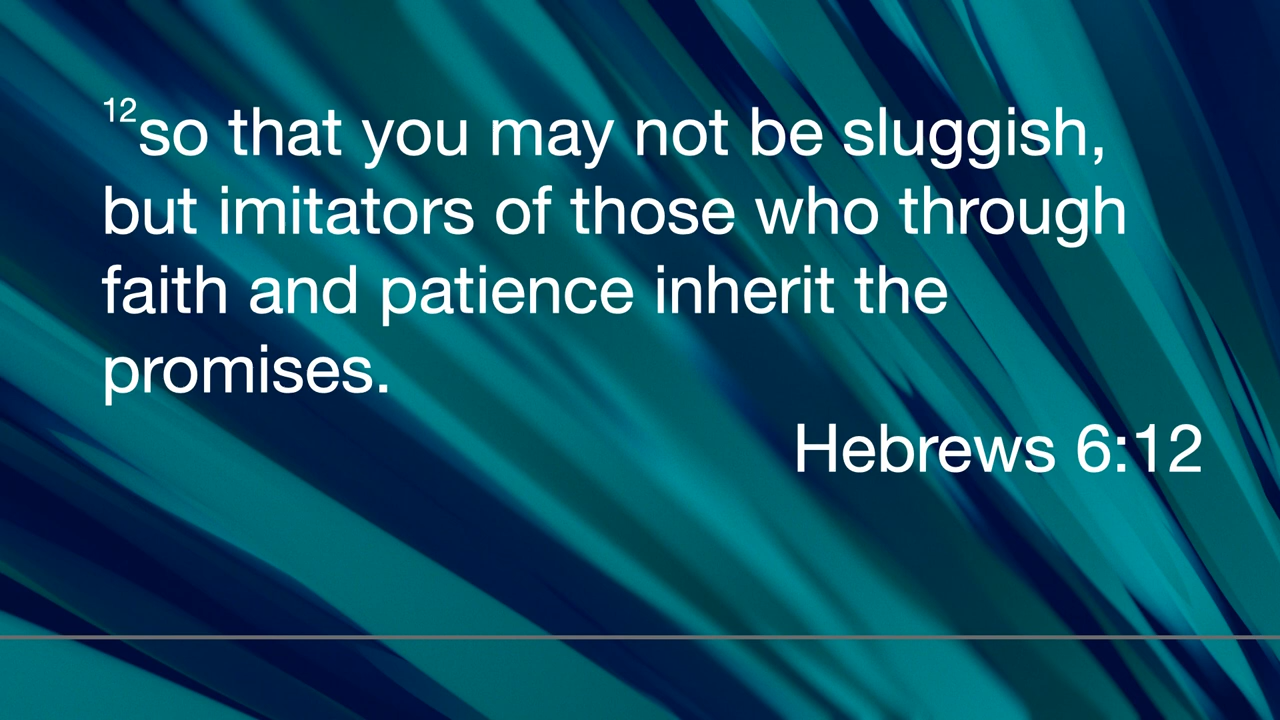 12so that you may not be sluggish,
but imitators of those who through
faith and patience inherit the
promises.
Hebrews 6:12